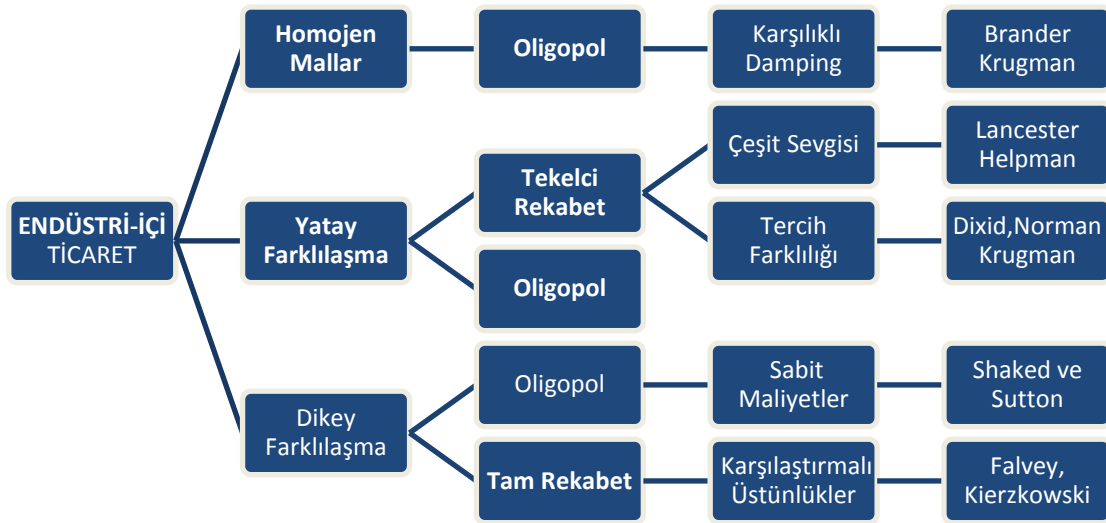 ENDÜSTRİ-İÇİ
TİCARET
Homojen
Mallar
Oligopol
Karşılıklı
Damping
Brander
Krugman
Yatay
Farklılaşma
Tekelci
Rekabet
Çeşit Sevgisi
Lancester
Helpman
Tercih
Farklılığı
Dixid,Norman
Krugman
Oligopol
Dikey
Farklılaşma
Oligopol
Sabit
Maliyetler
Shaked ve
Sutton
Tam Rekabet
Karşılaştırmalı
Üstünlükler
Falvey,
Kierzkowski